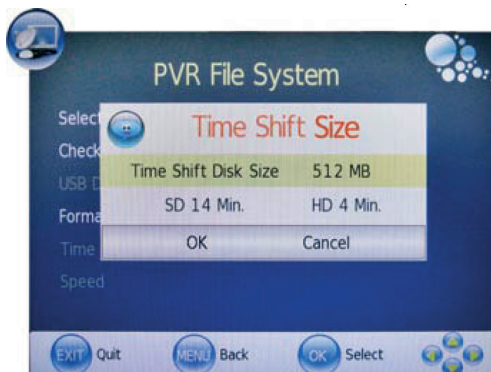 PVR File System
Time Shift Size
Select
Check
Time Shift Disk Size 512 MB
USB D
SD 14 Min. HD 4 Min.
Forma
OK Cancel
Time
Speed
EXIT Quit MENU Back OK Select